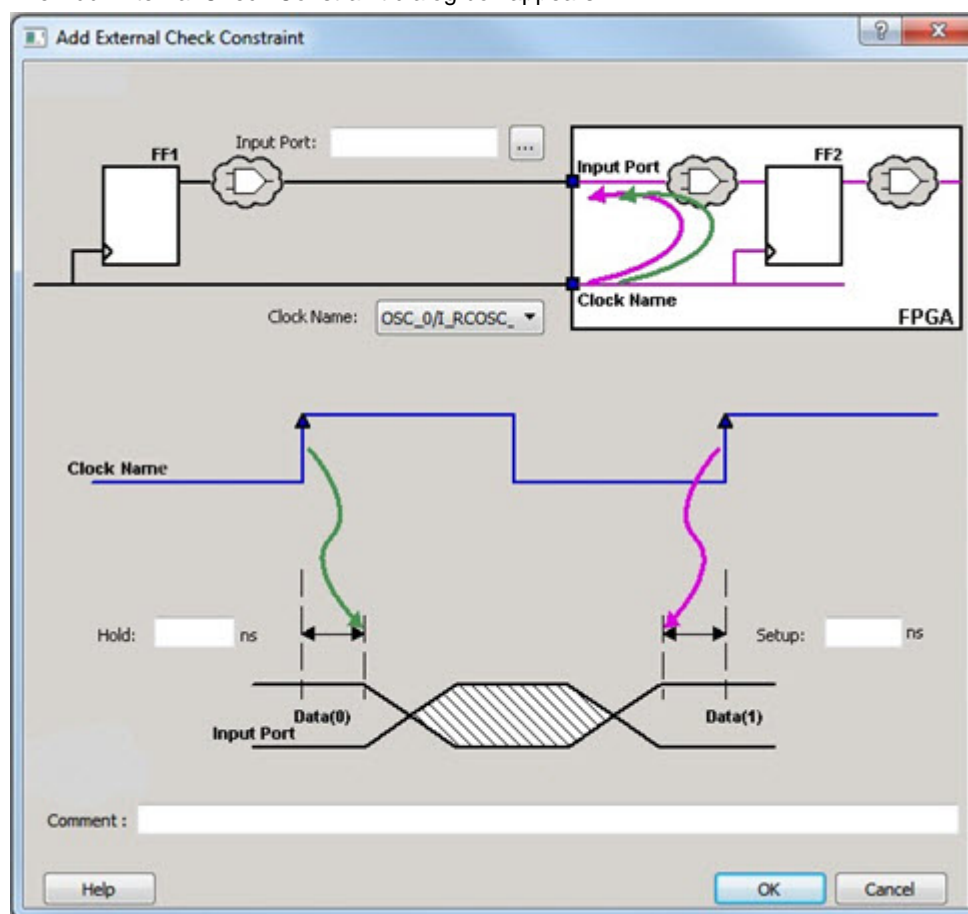 Add External Check Constraint
Input Port:
...
FF1
Input Port
FF2
Clock Name
FPGA
Clock Name:
OSC_0/I_RCOSC_
Clock Name
Hold:
ns
Setup:
ns
Data(0)
Data(1)
Input Port
Comment :
Help
OK
Cancel